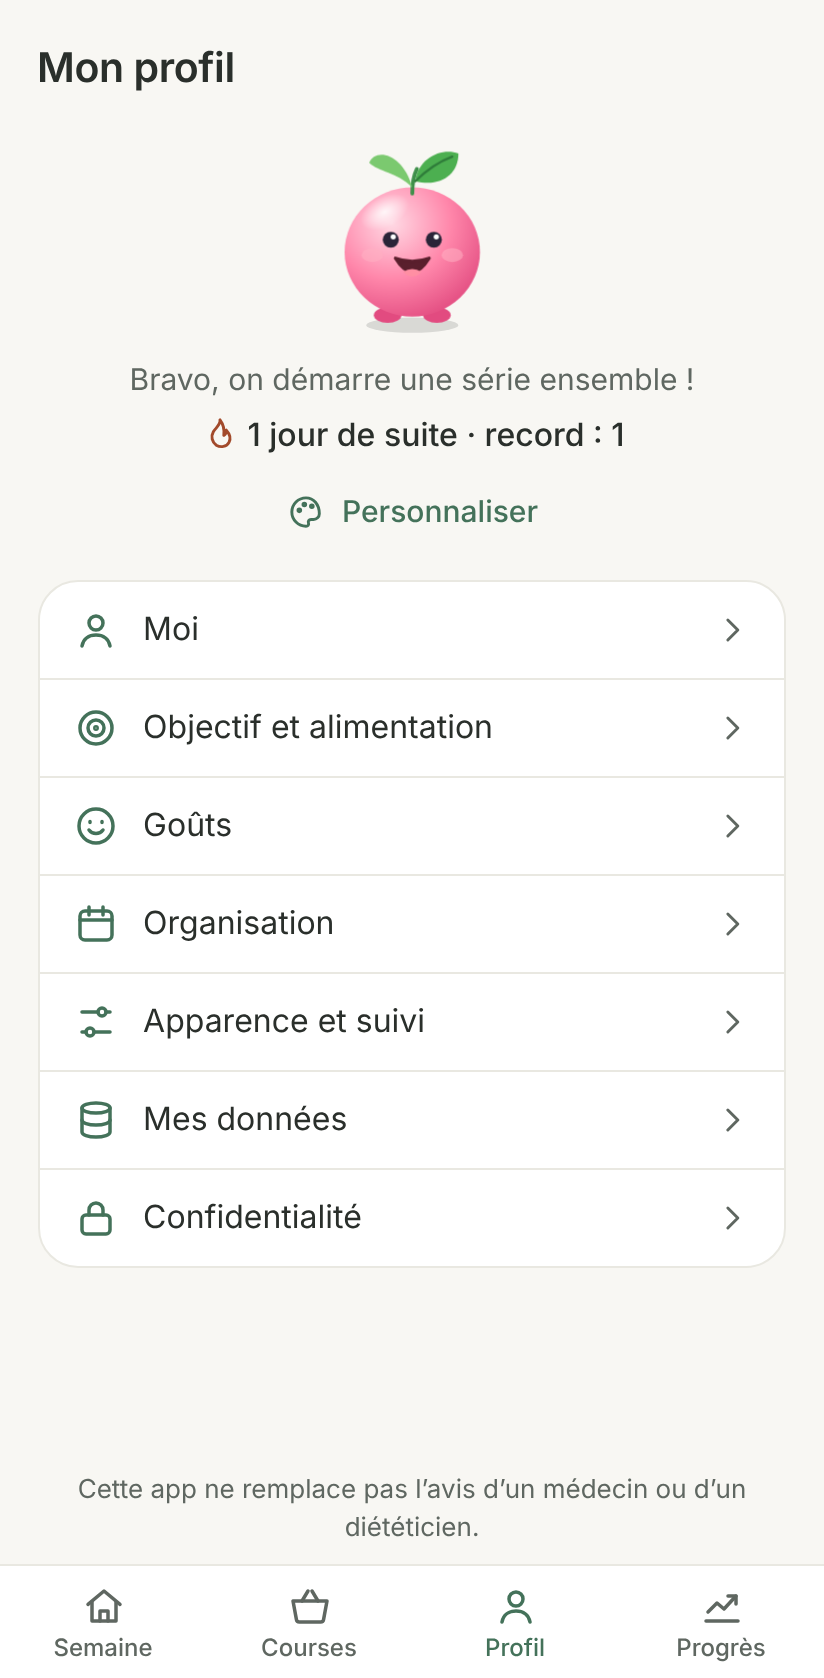 Mon profil
Bravo, on démarre une série ensemble !
1 jour de suite · record : 1
Personnaliser
Moi
Objectif et alimentation
Goûts
Organisation
Apparence et suivi
Mes données
Confidentialité
Cette app ne remplace pas l’avis d’un médecin ou d’un
diététicien.
Semaine
Courses
Profil
Progrès